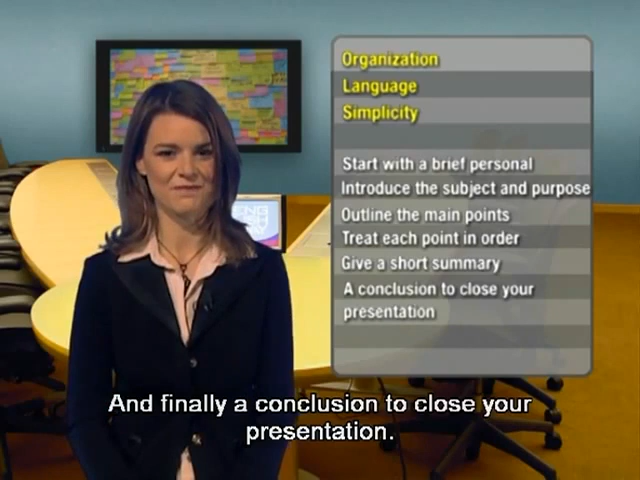 Organization
Language
Simplicity
Start with a brief personal
Introduce the subject and purpose
Outline the main points
Treat each point in order
Give a short summary
A conclusion to close your
presentation
And finally a conclusion to close your
presentation.